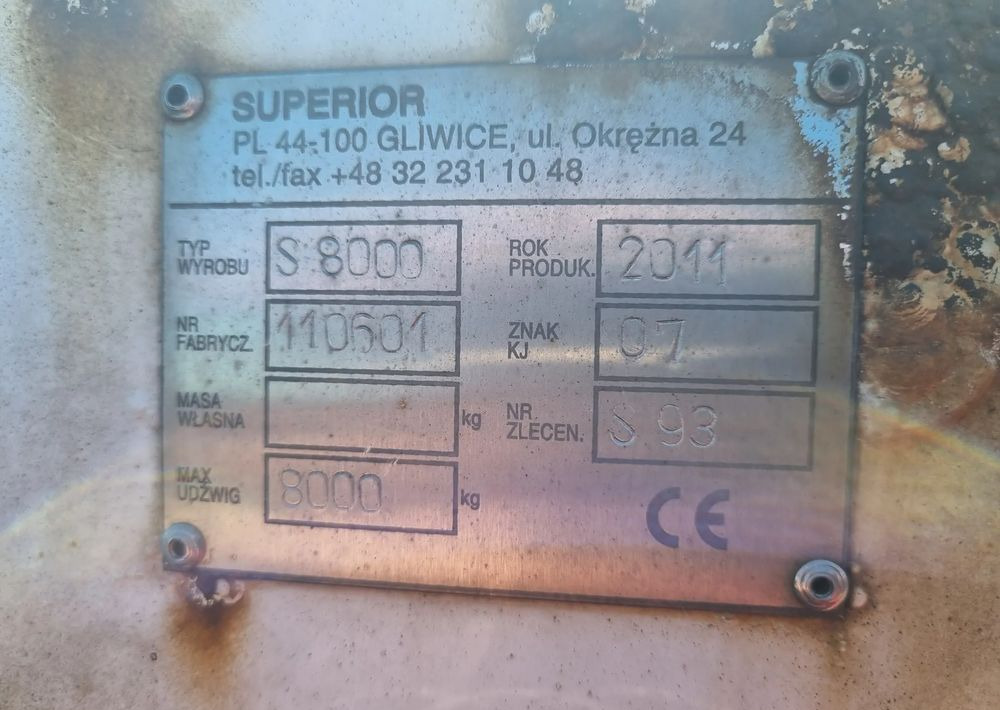 SUPERIOR
PL 44-100 GLIWICE, ul. Okrężna 24
tel./fax +48 32 231 10 48
TYP WYROBU S 8000
ROK PRODUK. 2011
NR FABRYCZ. 110601
ZNAK KJ 07
MASA WŁASNA kg
NR ZLECEN. S 93
MAX UDŹWIG 8000 kg
CE